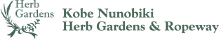 Herb
Gardens
Kobe Nunobiki
Herb Gardens & Ropeway